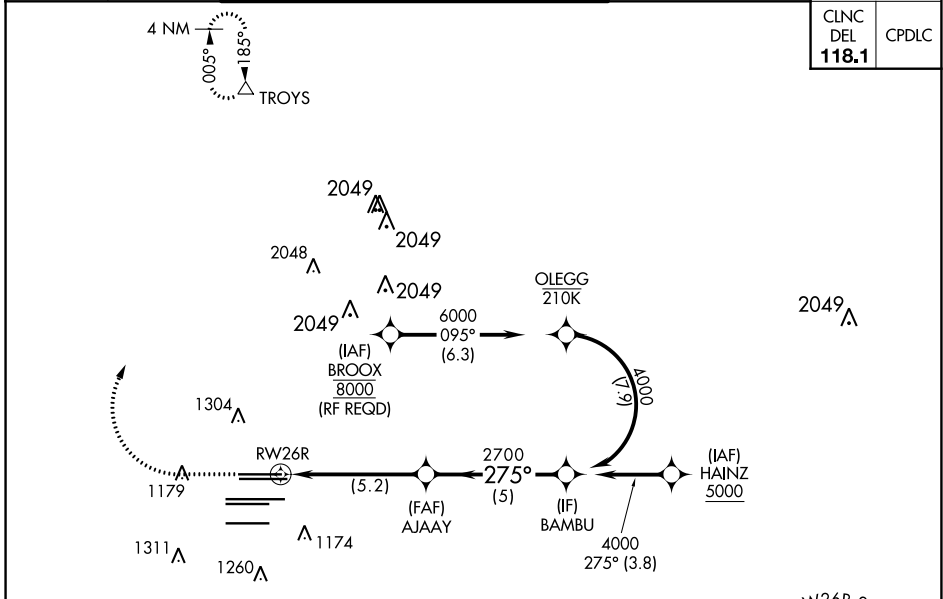 CLNC
DEL
118.1
CPDLC
4 NM
005°
185°
TROYS
2049
2049
2048
2049
2049
OLEGG
210K
2049
6000
095°
(6.3)
(IAF)
BROOX
8000
(RF REQD)
4000
(7.9)
1304
RW26R
2700
275°
(5)
(5.2)
(IAF)
HAINZ
5000
1179
(FAF)
AJAAY
(IF)
BAMBU
4000
275° (3.8)
1174
1311
1260